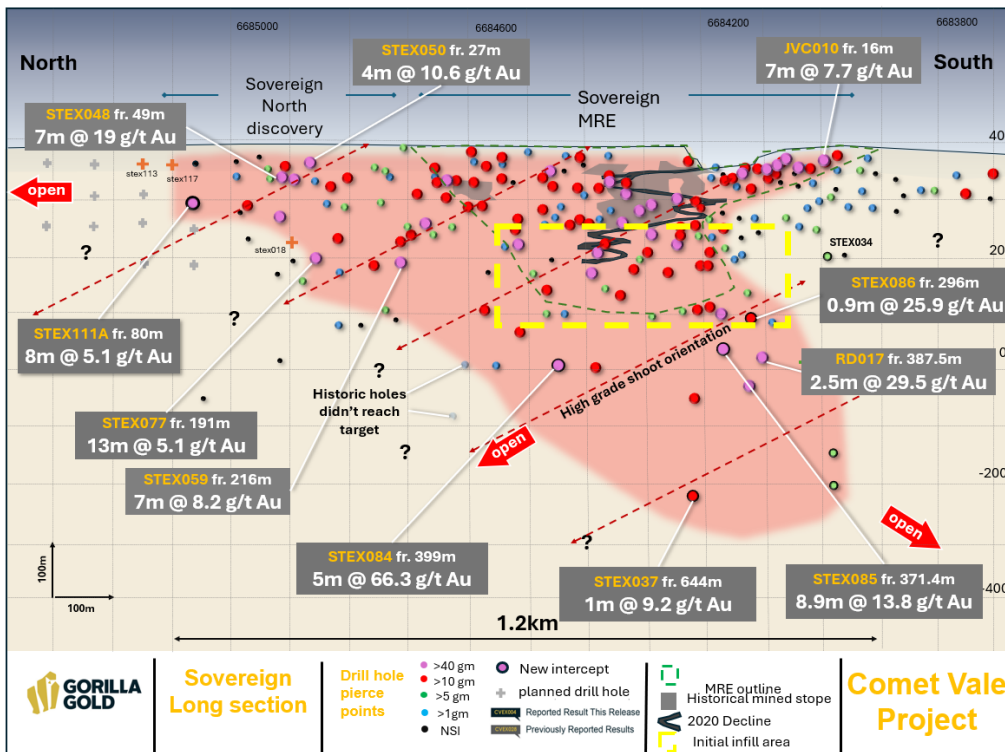 6685000
6684600
6684200
6683800
North
South
STEX050 fr. 27m
4m @ 10.6 g/t Au
JVC010 fr. 16m
7m @ 7.7 g/t Au
Sovereign
North
discovery
Sovereign
MRE
STEX048 fr. 49m
7m @ 19 g/t Au
40
30
20
0
-200
-400
stex113
stex117
open
stex018
?
?
?
?
?
?
STEX034
STEX086 fr. 296m
0.9m @ 25.9 g/t Au
STEX111A fr. 80m
8m @ 5.1 g/t Au
RD017 fr. 387.5m
2.5m @ 29.5 g/t Au
Historic holes
didn't reach
target
High grade shoot orientation
STEX077 fr. 191m
13m @ 5.1 g/t Au
open
STEX059 fr. 216m
7m @ 8.2 g/t Au
open
STEX084 fr. 399m
5m @ 66.3 g/t Au
STEX037 fr. 644m
1m @ 9.2 g/t Au
STEX085 fr. 371.4m
8.9m @ 13.8 g/t Au
100m
100m
1.2km
GORILLA
GOLD
Sovereign
Long section
Drill hole
pierce
points
>40 gm
>10 gm
>5 gm
>1gm
NSI
New intercept
planned drill hole
CVEX064
Reported Result This Release
CVEX028
Previously Reported Results
MRE outline
Historical mined stope
2020 Decline
Initial infill area
Comet Vale
Project